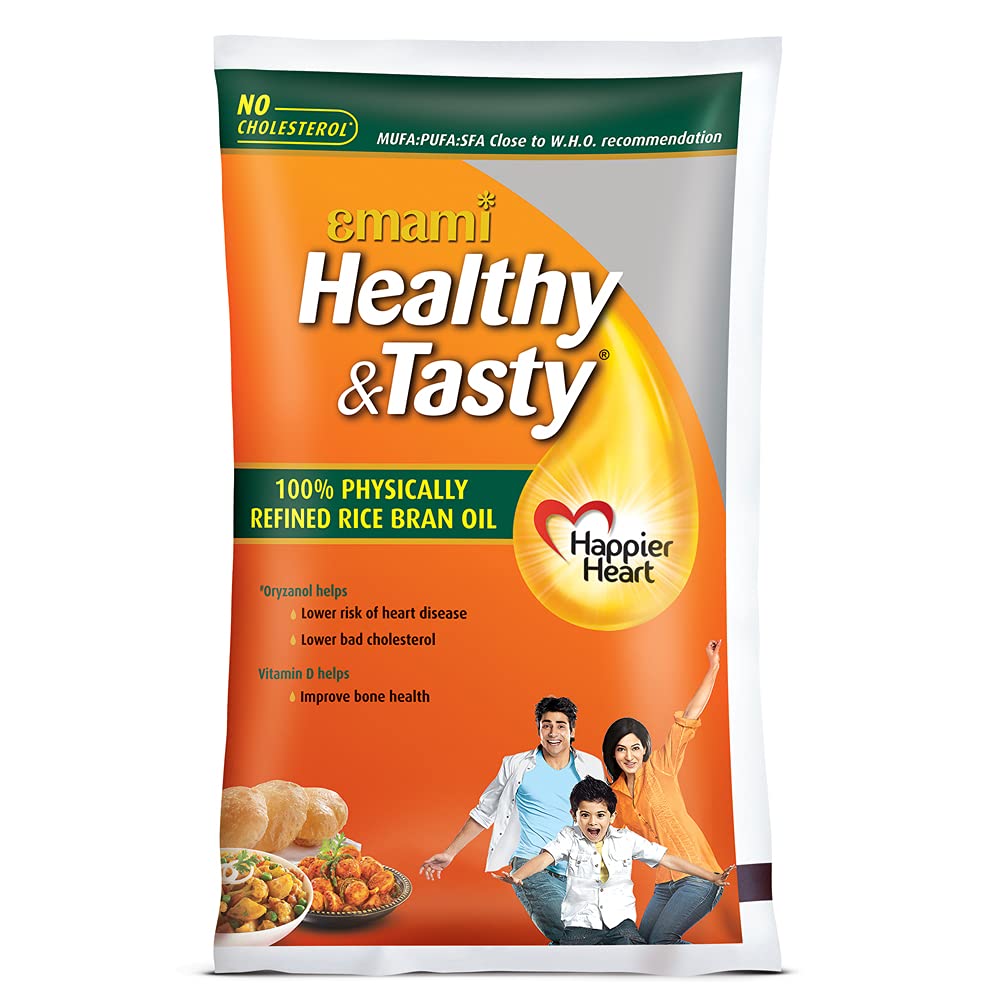 NO
CHOLESTEROL*
MUFA:PUFA:SFA Close to W.H.O. recommendation
emami*
Healthy
&Tasty®
100% PHYSICALLY
REFINED RICE BRAN OIL
Happier
Heart
#Oryzanol helps
Lower risk of heart disease
Lower bad cholesterol
Vitamin D helps
Improve bone health